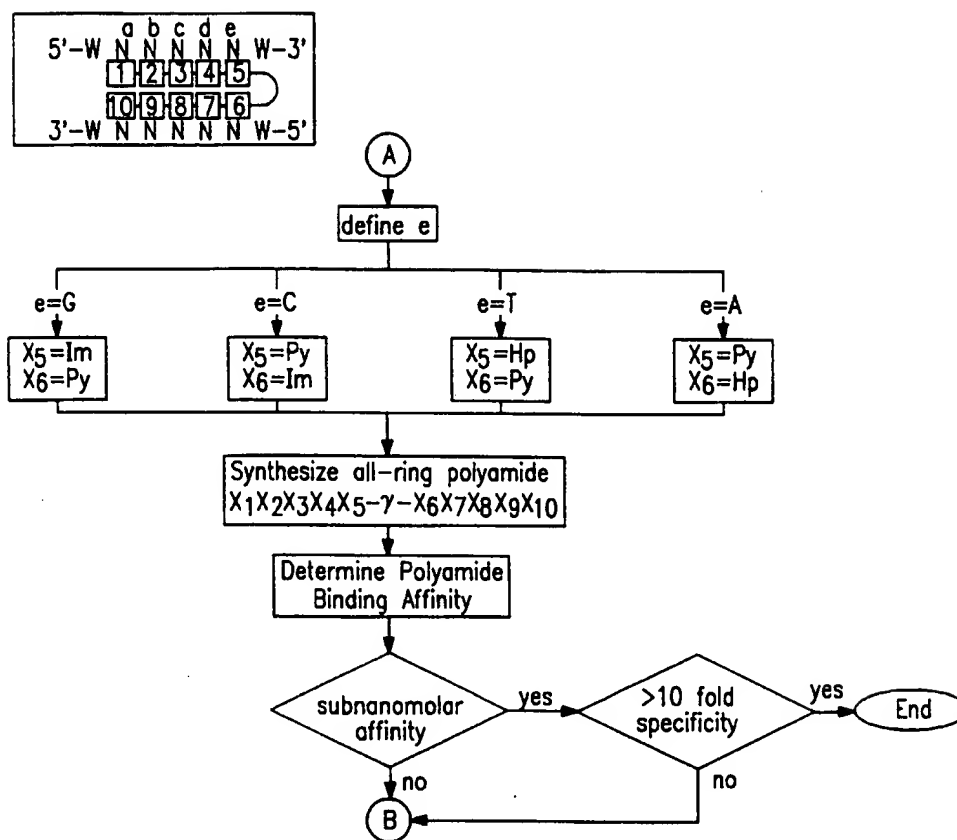 a b c d e
5'-W N N N N N W-3'
1 2 3 4 5
10 9 8 7 6
3'-W N N N N N W-5'
A
define e
e=G
e=C
e=T
e=A
X5=Im
X6=Py
X5=Py
X6=Im
X5=Hp
X6=Py
X5=Py
X6=Hp
Synthesize all-ring polyamide
X1X2X3X4X5-γ-X6X7X8X9X10
Determine Polyamide
Binding Affinity
subnanomolar
affinity
yes
>10 fold
specificity
yes
End
no
no
B